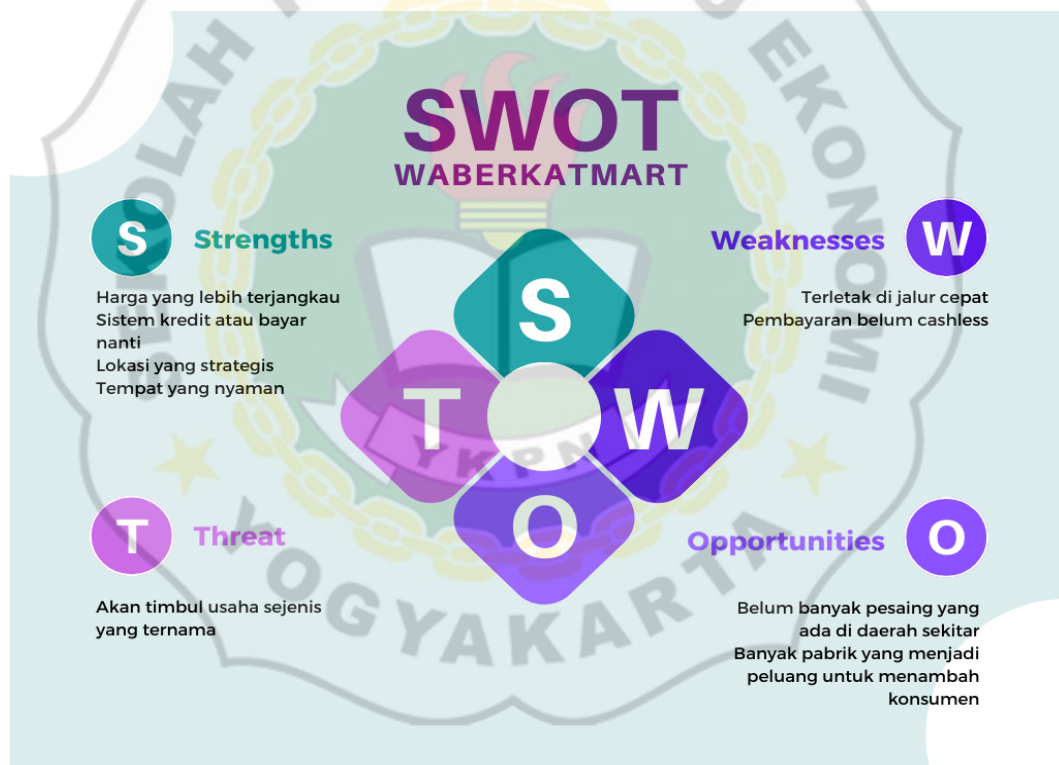 SWOT
WABERKATMART
S
Strengths
Harga yang lebih terjangkau
Sistem kredit atau bayar
nanti
Lokasi yang strategis
Tempat yang nyaman
Weaknesses
W
Terletak di jalur cepat
Pembayaran belum cashless
S
T
W
O
T
Threat
Akan timbul usaha sejenis
yang ternama
Opportunities
O
Belum banyak pesaing yang
ada di daerah sekitar
Banyak pabrik yang menjadi
peluang untuk menambah
konsumen
SEKOLAH
EKONOMI
YKPN
YOGYAKARTA